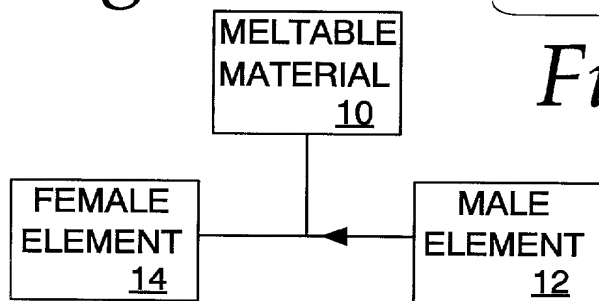 MELTABLE
MATERIAL
10
FEMALE
ELEMENT
14
MALE
ELEMENT
12